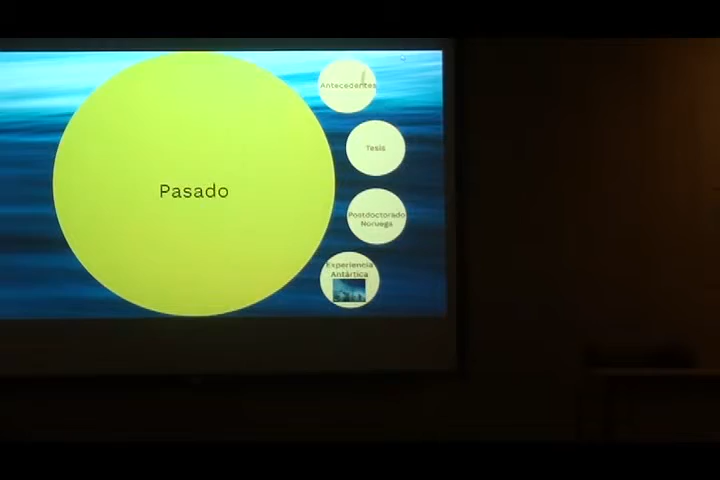 Pasado
Antecedentes
Tesis
Postdoctorado
Noruega
Experiencia
Antártica